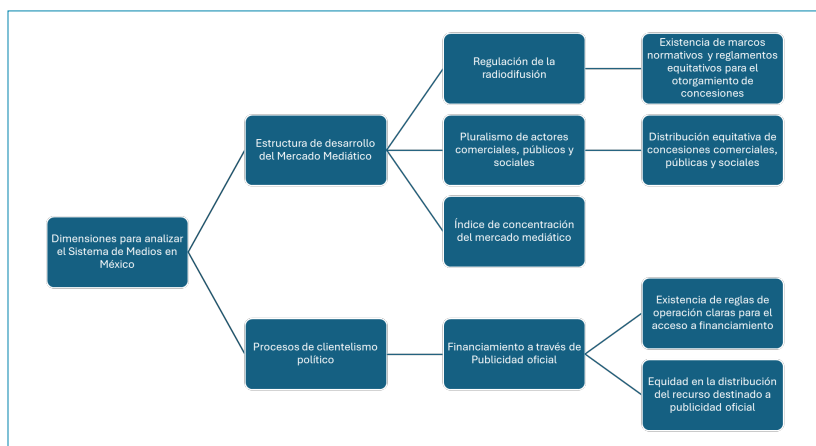 Dimensiones para analizar
el Sistema de Medios en
México
Estructura de desarrollo
del Mercado Mediático
Regulación de la
radiodifusión
Existencia de marcos
normativos y reglamentos
equitativos para el
otorgamiento de
concesiones
Pluralismo de actores
comerciales, públicos y
sociales
Distribución equitativa de
concesiones comerciales,
públicas y sociales
Índice de concentración
del mercado mediático
Procesos de clientelismo
político
Financiamiento a través de
Publicidad oficial
Existencia de reglas de
operación claras para el
acceso a financiamiento
Equidad en la distribución
del recurso destinado a
publicidad oficial